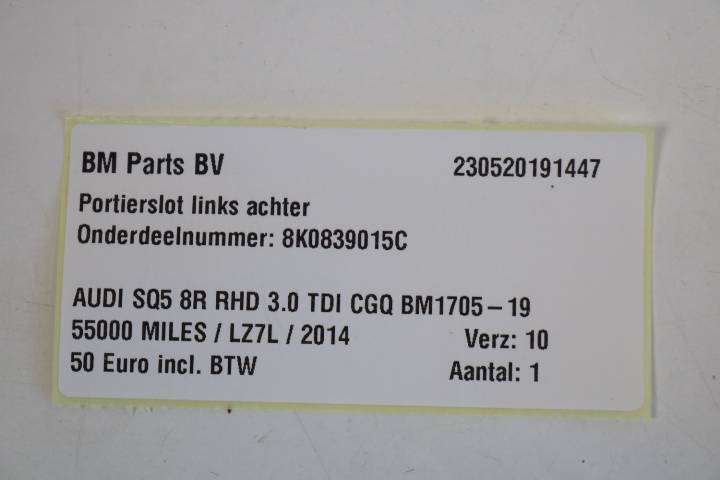 BM Parts BV 230520191447
Portierslot links achter
Onderdeelnummer: 8K0839015C
AUDI SQ5 8R RHD 3.0 TDI CGQ BM1705-19
55000 MILES / LZ7L / 2014 Verz: 10
50 Euro incl. BTW Aantal: 1